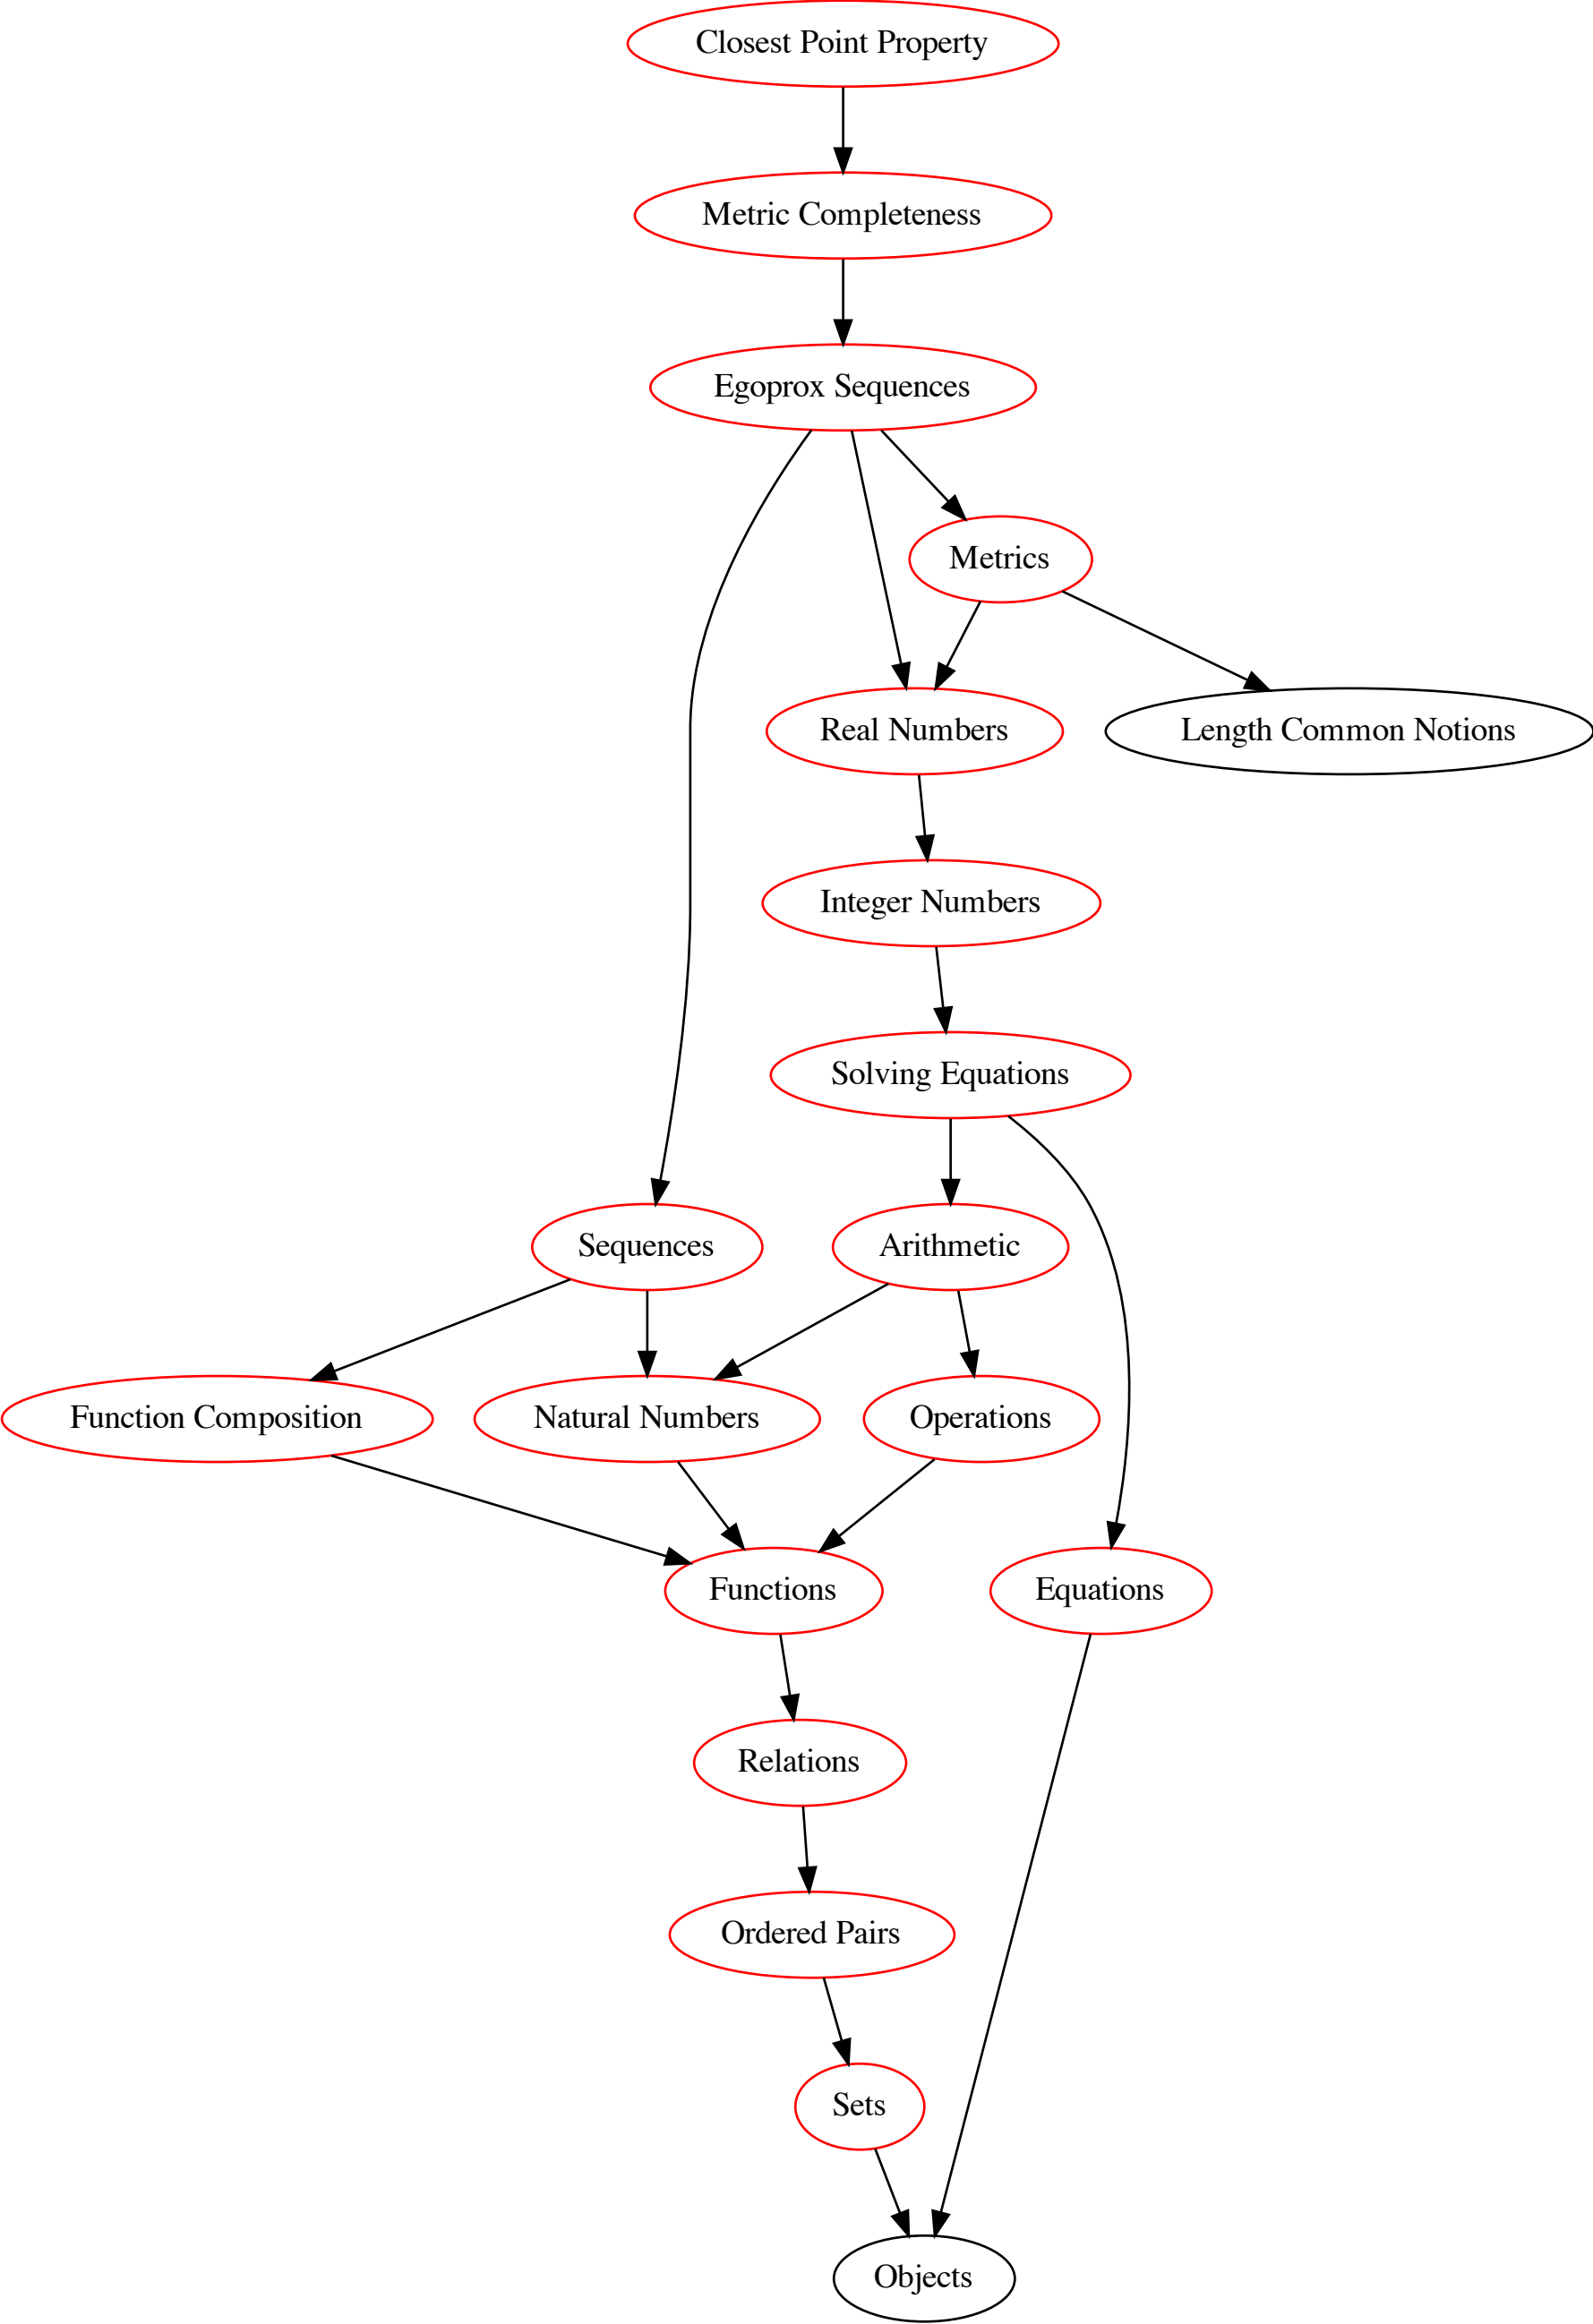 Closest Point Property
Metric Completeness
Egoprox Sequences
Metrics
Real Numbers
Length Common Notions
Integer Numbers
Solving Equations
Sequences
Arithmetic
Function Composition
Natural Numbers
Operations
Functions
Equations
Relations
Ordered Pairs
Sets
Objects